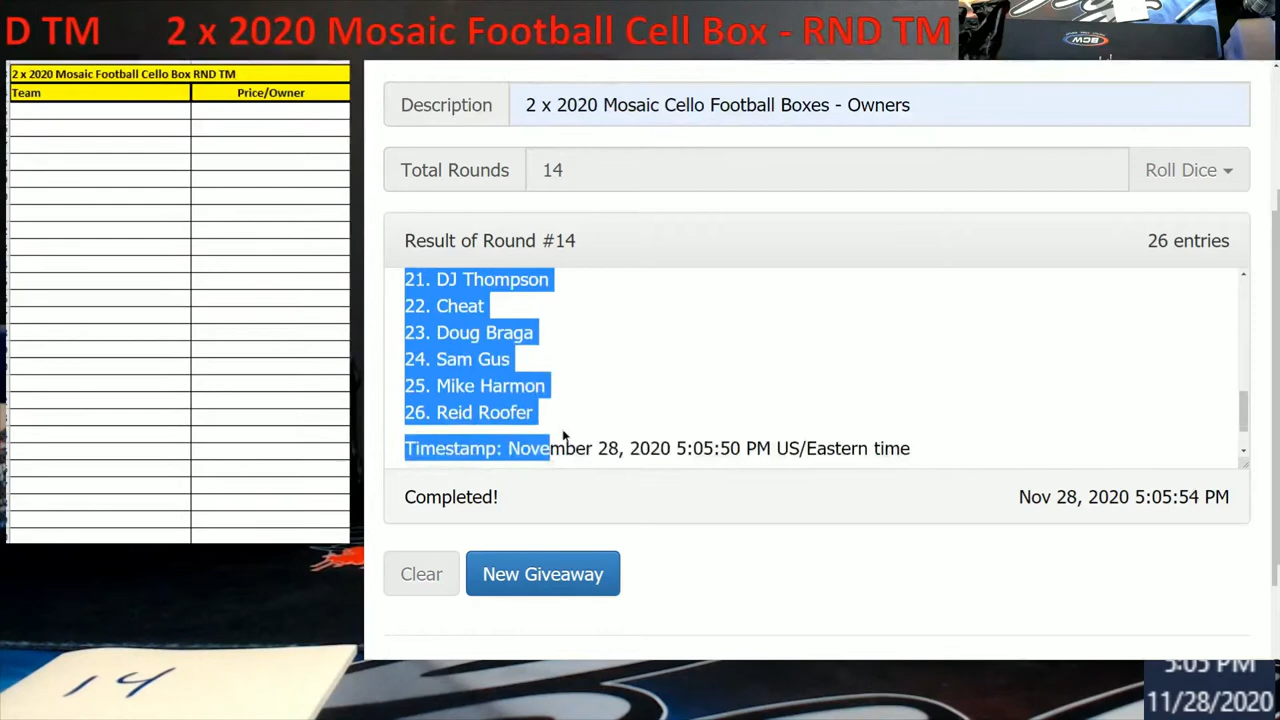 D TM 2 x 2020 Mosaic Football Cell Box - RND TM
BCW
2 x 2020 Mosaic Football Cello Box RND TM
Team Price/Owner
Description 2 x 2020 Mosaic Cello Football Boxes - Owners
Total Rounds 14 Roll Dice
Result of Round #14 26 entries
21. DJ Thompson
22. Cheat
23. Doug Braga
24. Sam Gus
25. Mike Harmon
26. Reid Roofer
Timestamp: November 28, 2020 5:05:50 PM US/Eastern time
Completed! Nov 28, 2020 5:05:54 PM
Clear New Giveaway
14
5:05 PM
11/28/2020